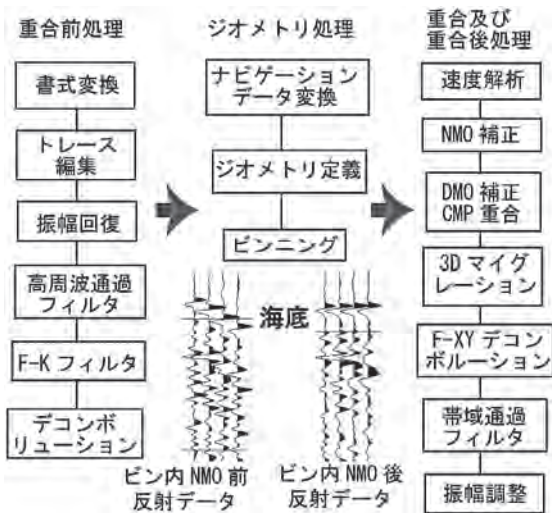 重合前処理
書式変換
トレース
編集
振幅回復
高周波通過
フィルタ
F-K フィルタ
デコンボ
リューション
ジオメトリ処理
ナビゲーション
データ変換
ジオメトリ定義
ビンニング
海底
ビン内 NMO 前
反射データ
ビン内 NMO 後
反射データ
重合及び
重合後処理
速度解析
NMO 補正
DMO 補正
CMP 重合
3D マイグ
レーション
F-XY デコン
ボルーション
帯域通過
フィルタ
振幅調整